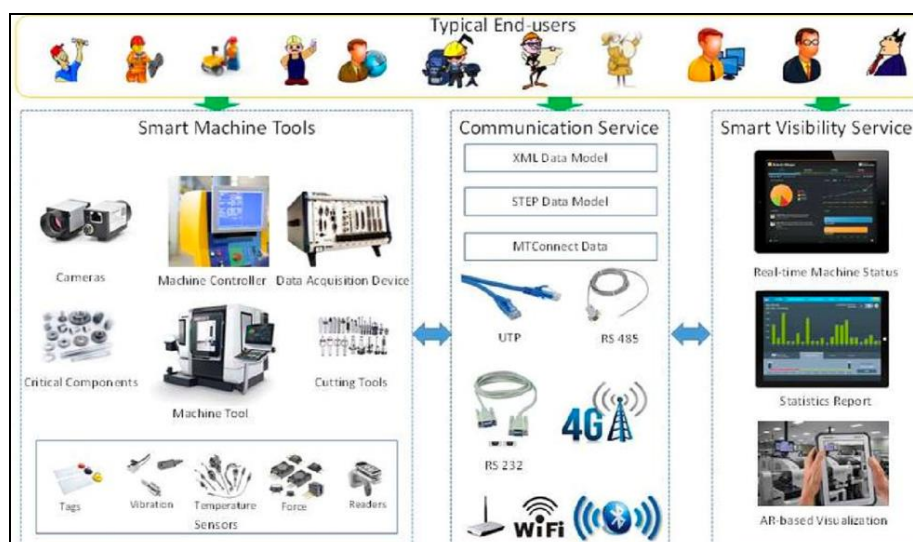 Typical End-users
Smart Machine Tools
Cameras
Machine Controller
Data Acquisition Device
Critical Components
Machine Tool
Cutting Tools
Tags
Vibration
Temperature
Force
Readers
Sensors
Communication Service
XML Data Model
STEP Data Model
MTConnect Data
UTP
RS 485
RS 232
4G
WiFi
Smart Visibility Service
Real-time Machine Status
Statistics Report
AR-based Visualization